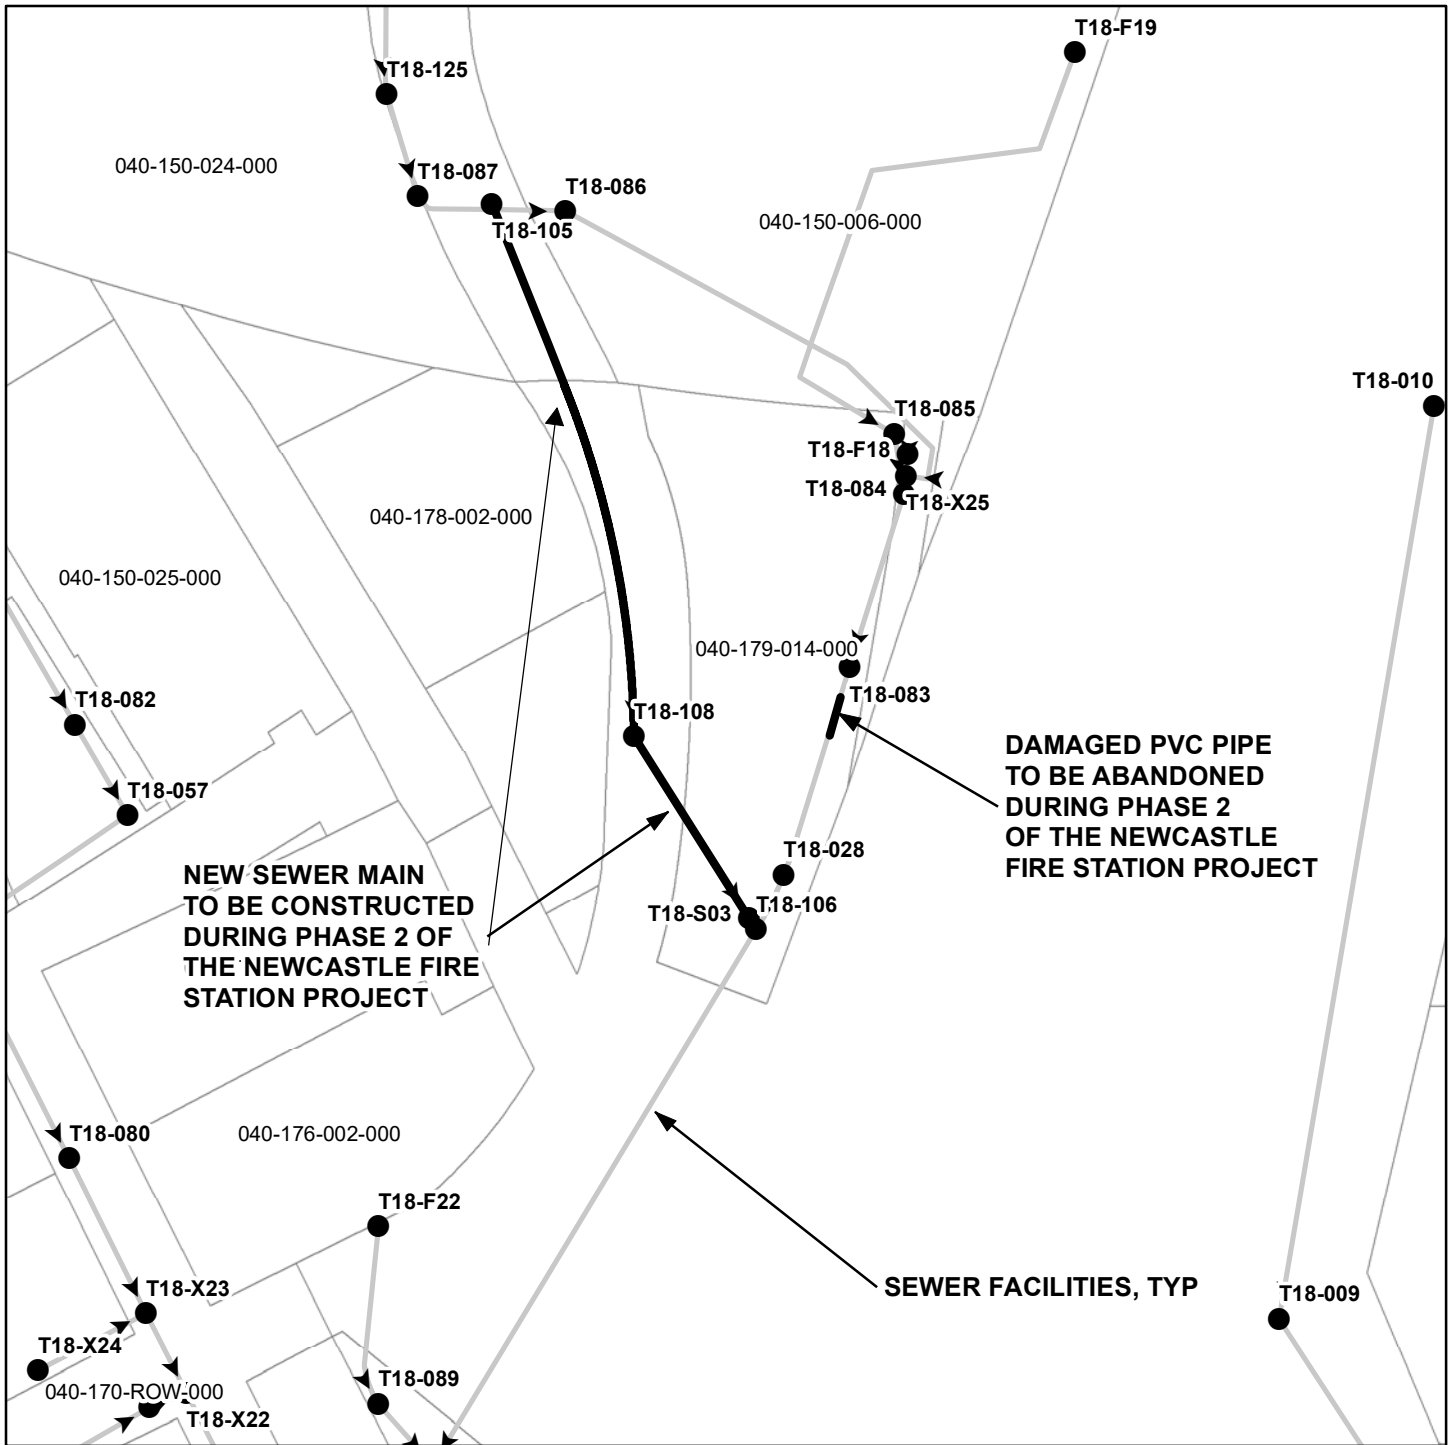 T18-F19
T18-125
040-150-024-000
T18-087
T18-086
T18-105
040-150-006-000
T18-010
T18-085
T18-F18
T18-084
T18-X25
040-178-002-000
040-150-025-000
040-179-014-000
T18-083
T18-082
T18-108
DAMAGED PVC PIPE
TO BE ABANDONED
DURING PHASE 2
OF THE NEWCASTLE
FIRE STATION PROJECT
T18-057
T18-028
NEW SEWER MAIN
TO BE CONSTRUCTED
DURING PHASE 2 OF
THE NEWCASTLE FIRE
STATION PROJECT
T18-S03
T18-106
T18-080
040-176-002-000
T18-F22
T18-X23
SEWER FACILITIES, TYP
T18-009
T18-X24
T18-089
040-170-ROW-000
T18-X22